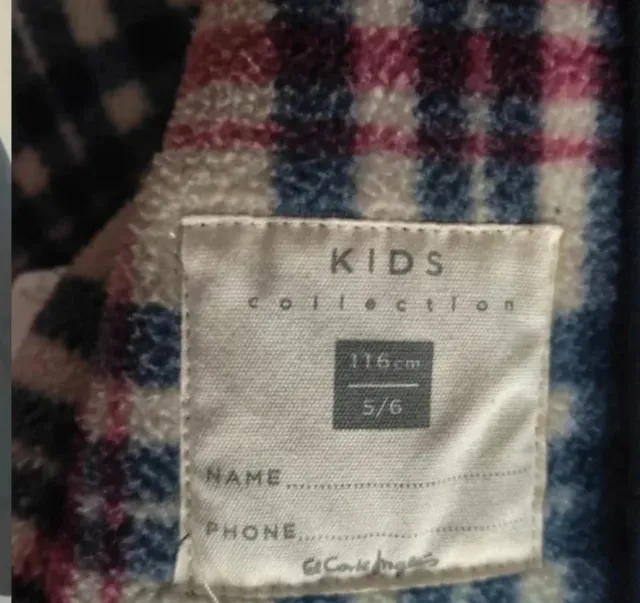 KIDS
collection
116cm
5/6
NAME
PHONE
El Corte Inglés